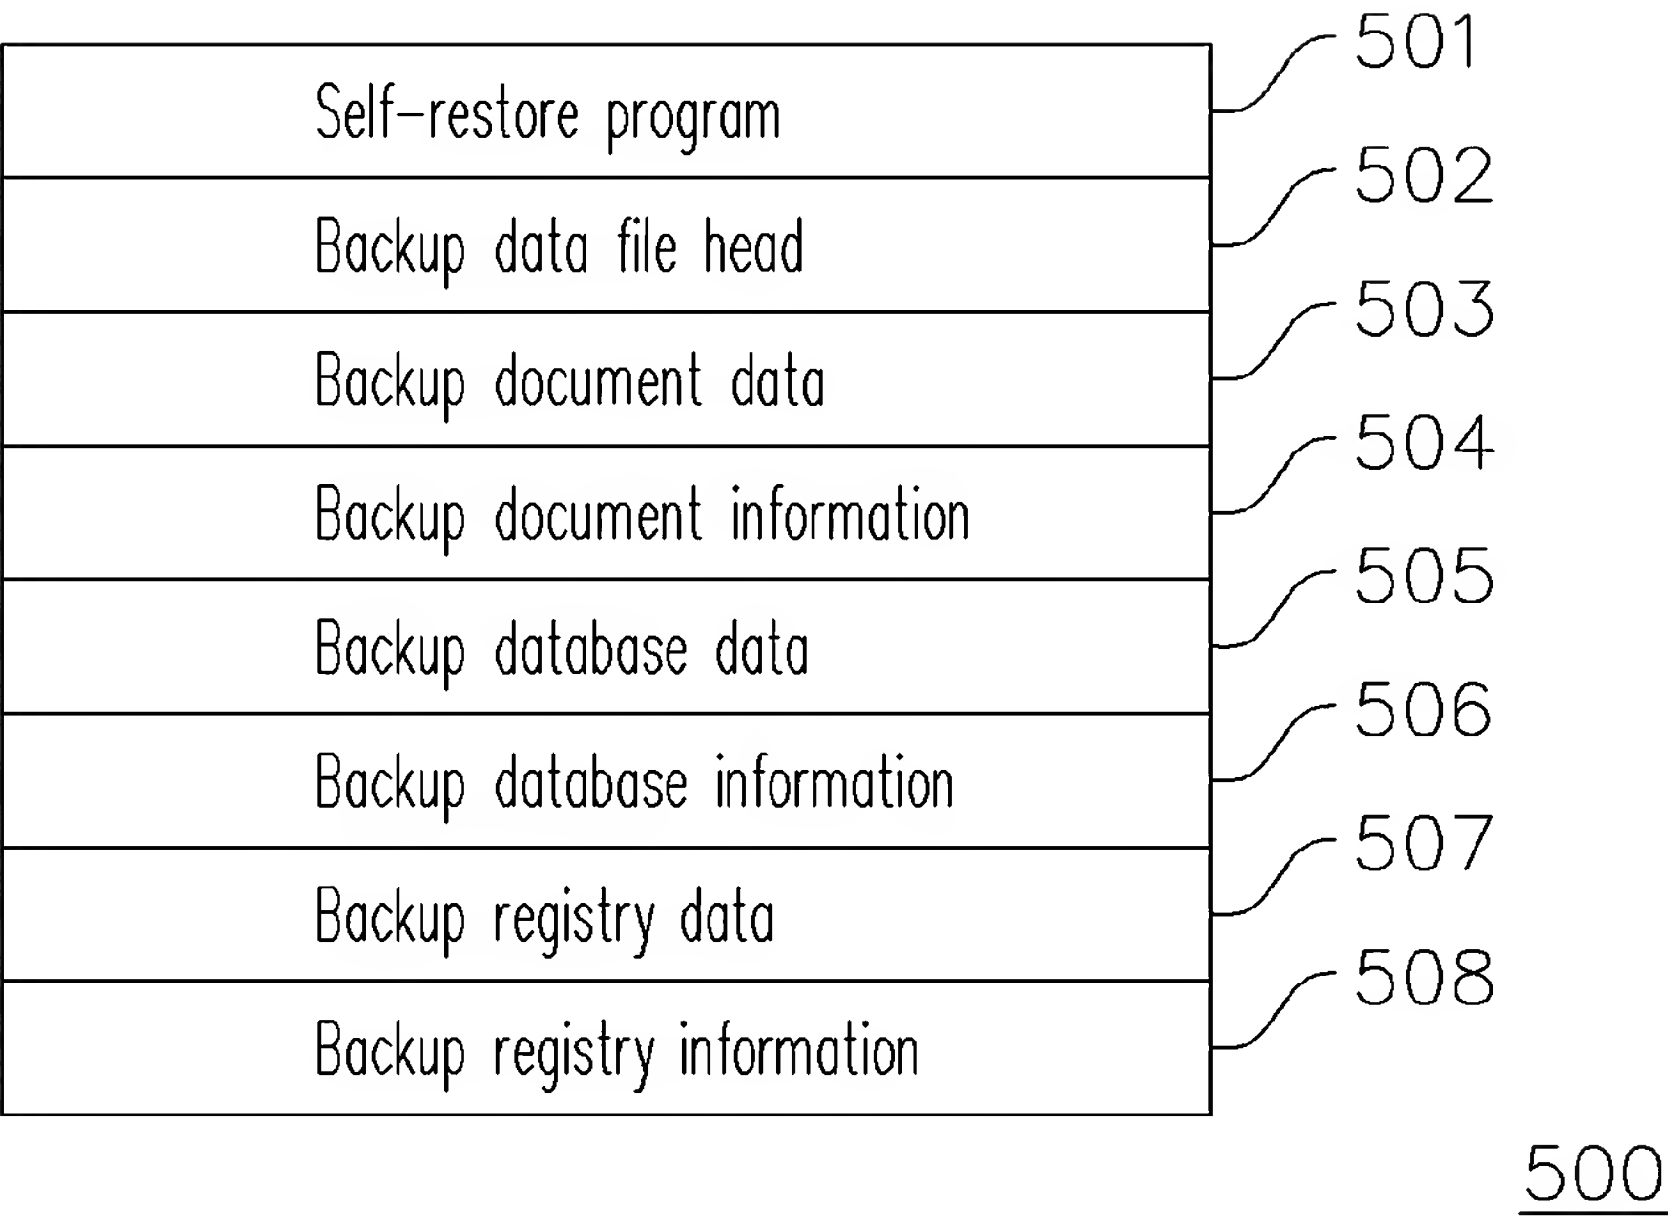 Self-restore program 501
Backup data file head 502
Backup document data 503
Backup document information 504
Backup database data 505
Backup database information 506
Backup registry data 507
Backup registry information 508
500